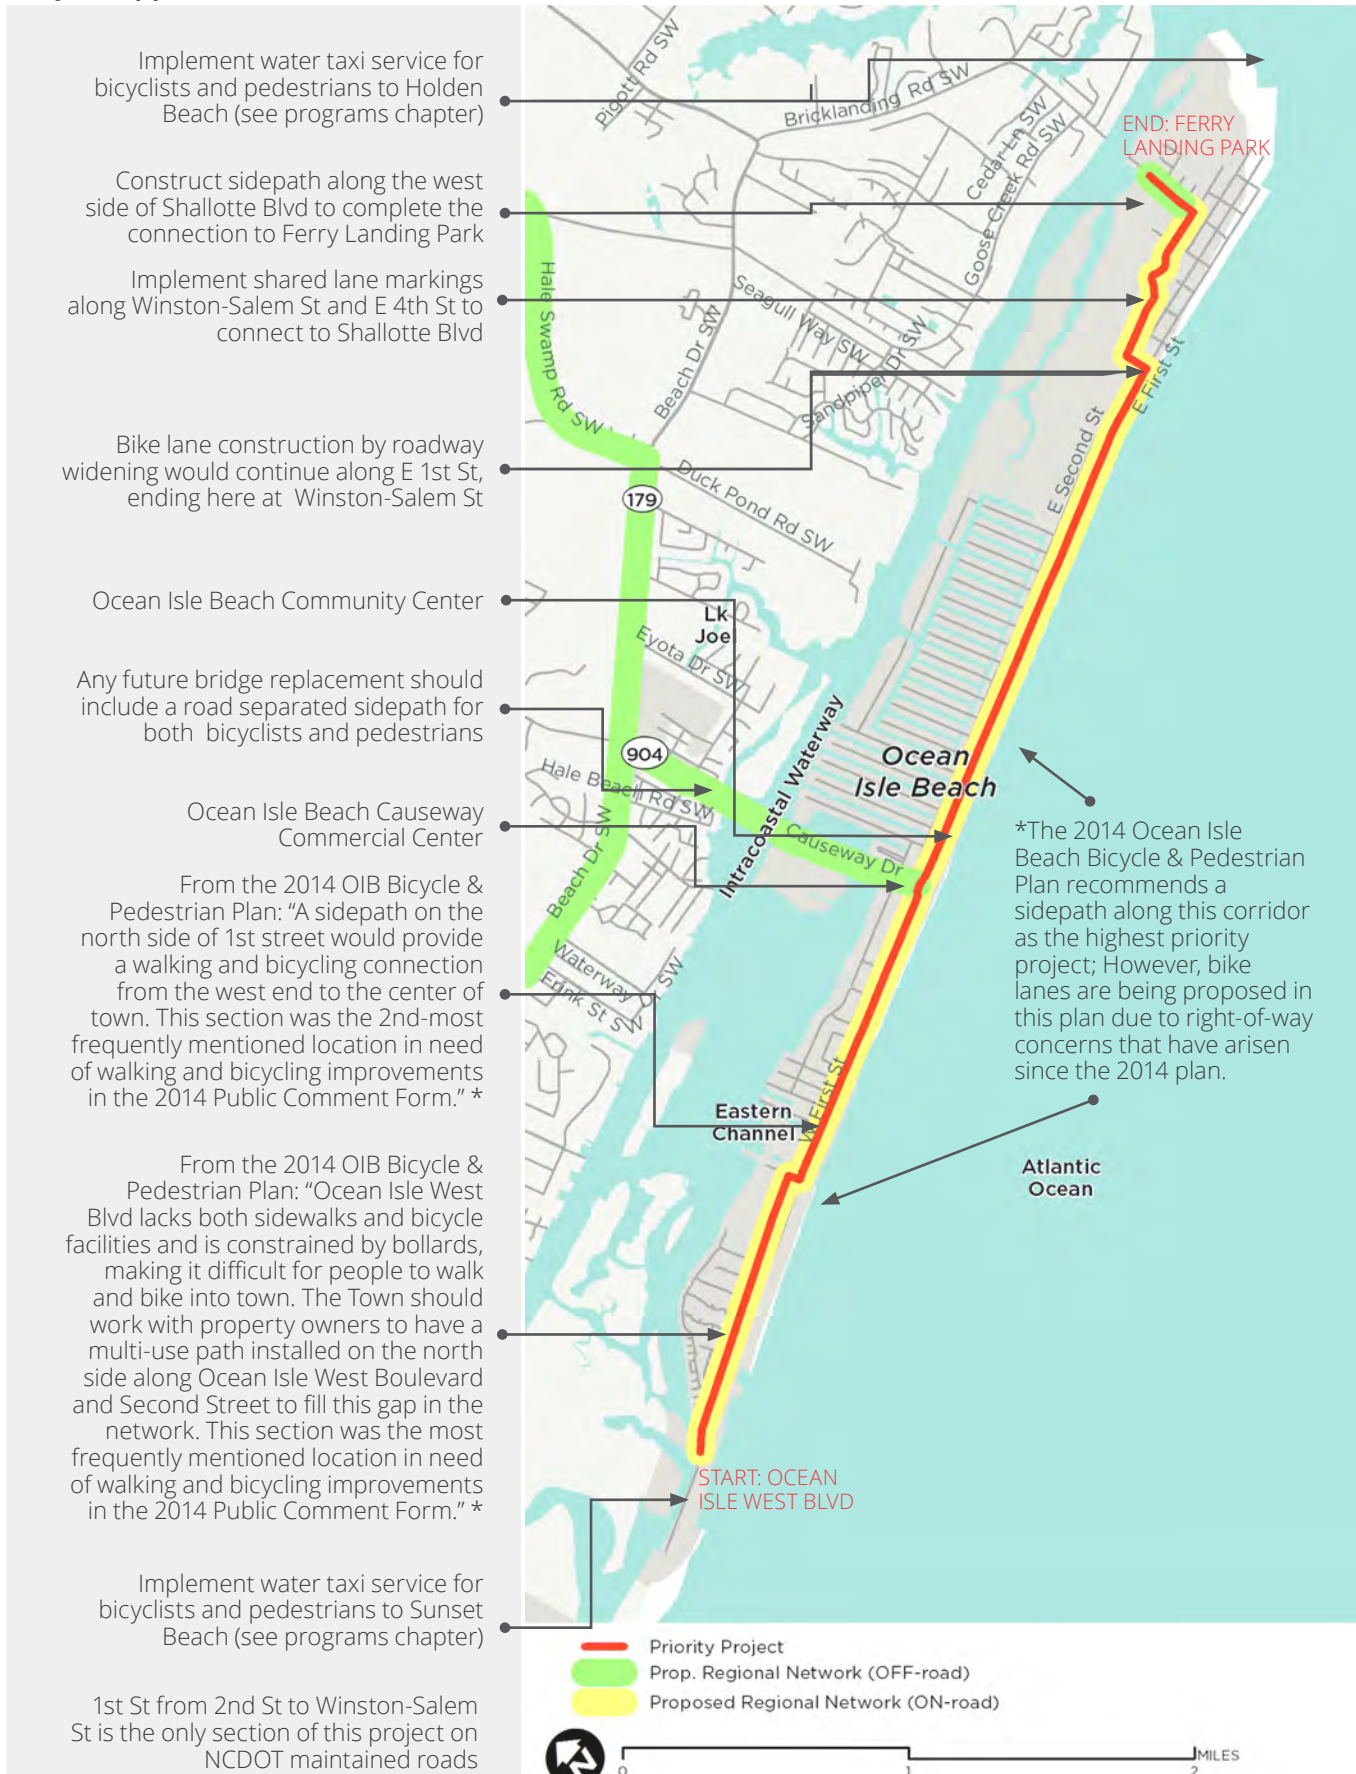 Implement water taxi service for
bicyclists and pedestrians to Holden
Beach (see programs chapter)
Construct sidepath along the west
side of Shallotte Blvd to complete the
connection to Ferry Landing Park
Implement shared lane markings
along Winston-Salem St and E 4th St to
connect to Shallotte Blvd
Bike lane construction by roadway
widening would continue along E 1st St,
ending here at Winston-Salem St
Ocean Isle Beach Community Center
Any future bridge replacement should
include a road separated sidepath for
both bicyclists and pedestrians
Ocean Isle Beach Causeway
Commercial Center
From the 2014 OIB Bicycle &
Pedestrian Plan: “A sidepath on the
north side of 1st street would provide
a walking and bicycling connection
from the west end to the center of
town. This section was the 2nd-most
frequently mentioned location in need
of walking and bicycling improvements
in the 2014 Public Comment Form.” *
From the 2014 OIB Bicycle &
Pedestrian Plan: “Ocean Isle West
Blvd lacks both sidewalks and bicycle
facilities and is constrained by bollards,
making it difficult for people to walk
and bike into town. The Town should
work with property owners to have a
multi-use path installed on the north
side along Ocean Isle West Boulevard
and Second Street to fill this gap in the
network. This section was the most
frequently mentioned location in need
of walking and bicycling improvements
in the 2014 Public Comment Form.” *
Implement water taxi service for
bicyclists and pedestrians to Sunset
Beach (see programs chapter)
1st St from 2nd St to Winston-Salem
St is the only section of this project on
NCDOT maintained roads
Pigott Rd SW
Bricklanding Rd SW
Cedar Ln SW
Goose Creek Rd SW
END: FERRY
LANDING PARK
Hale Swamp Rd SW
Beach Dr SW
Seagull Way SW
Sandpiper Dr SW
E First St
E Second St
Duck Pond Rd SW
179
Lk
Joe
Eyota Dr SW
904
Hale Beach Rd SW
Intracoastal Waterway
Causeway Dr
Ocean
Isle Beach
Beach Dr SW
Waterway Dr SW
Erink St SW
*The 2014 Ocean Isle
Beach Bicycle & Pedestrian
Plan recommends a
sidepath along this corridor
as the highest priority
project; However, bike
lanes are being proposed in
this plan due to right-of-way
concerns that have arisen
since the 2014 plan.
W First St
Eastern
Channel
Atlantic
Ocean
START: OCEAN
ISLE WEST BLVD
Priority Project
Prop. Regional Network (OFF-road)
Proposed Regional Network (ON-road)
MILES
0 1 2